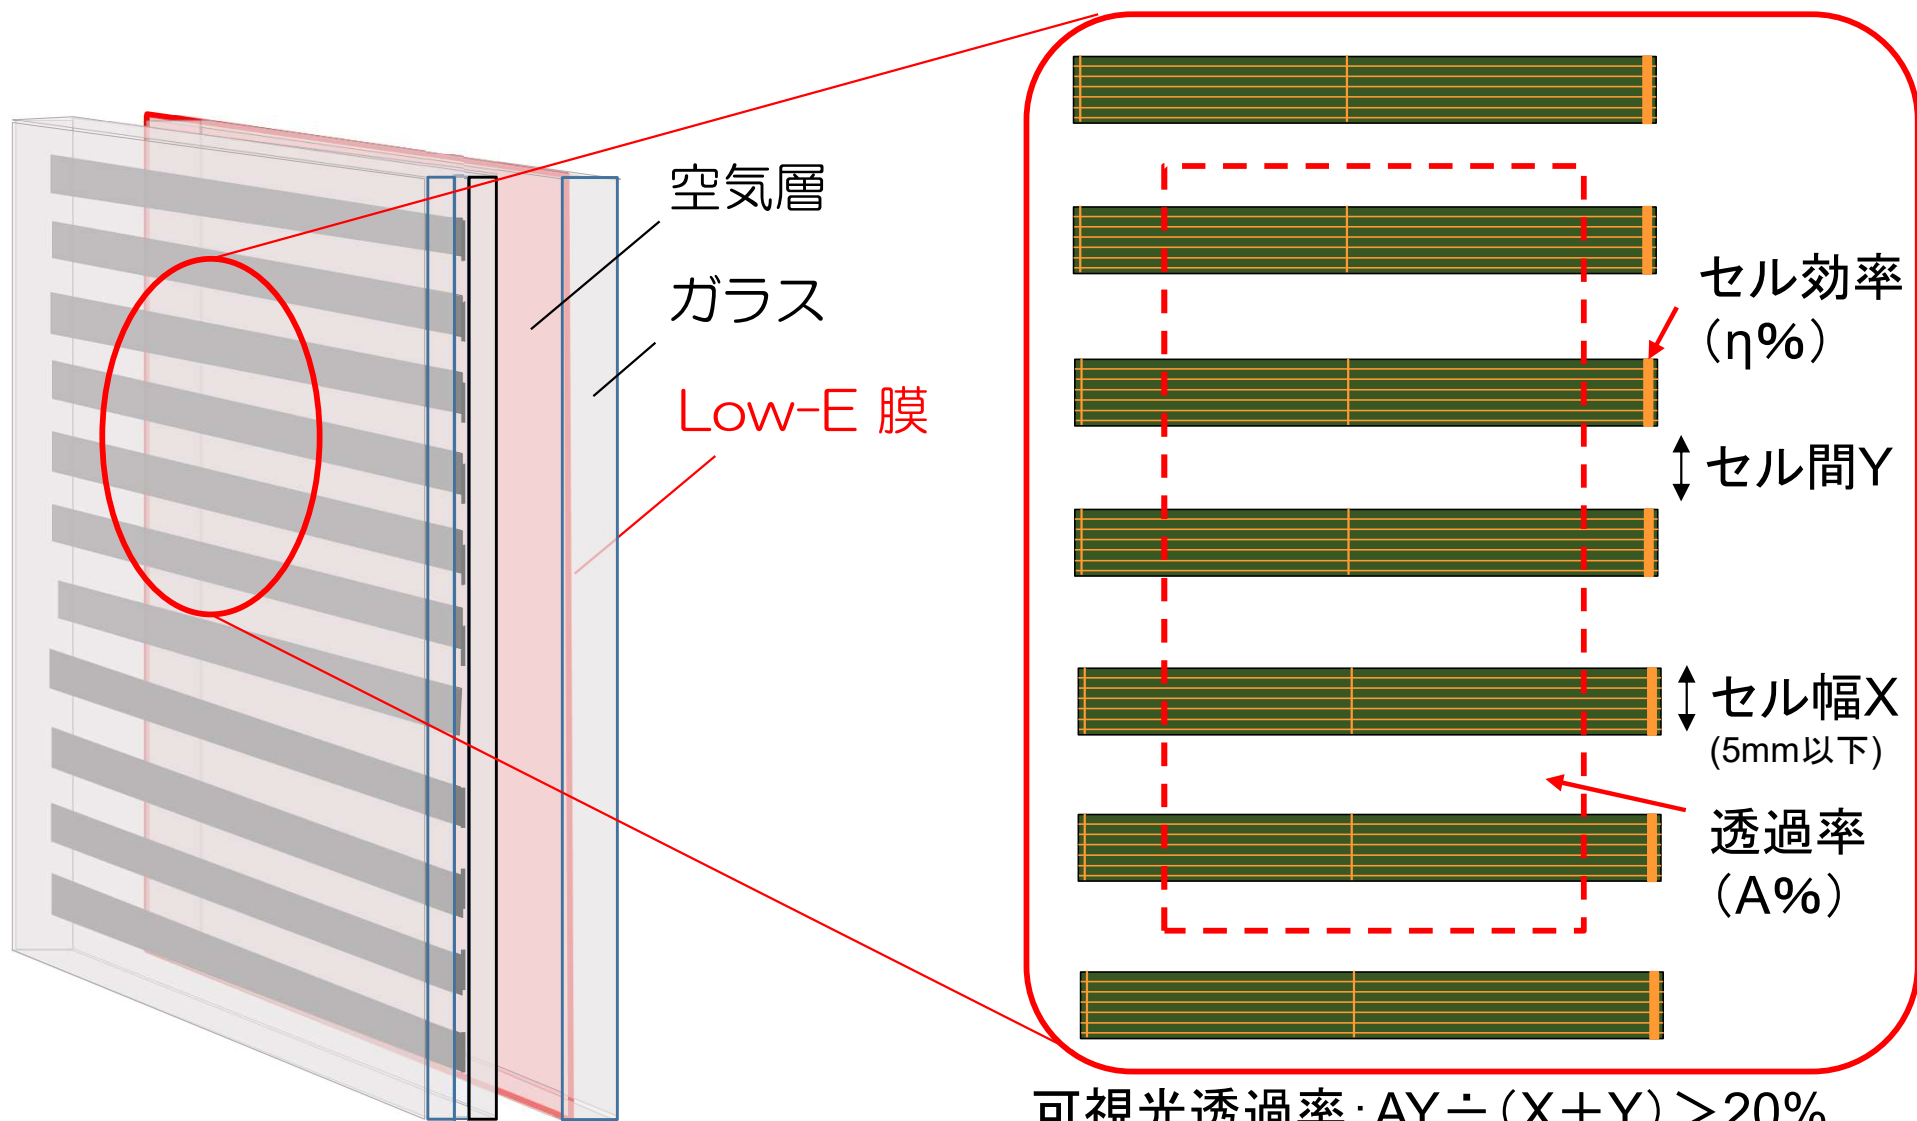 空気層
ガラス
Low-E 膜
セル効率
（η%）
セル間Y
セル幅X
(5mm以下)
透過率
（A%）
可視光透過率：AY÷（X＋Y）＞20%